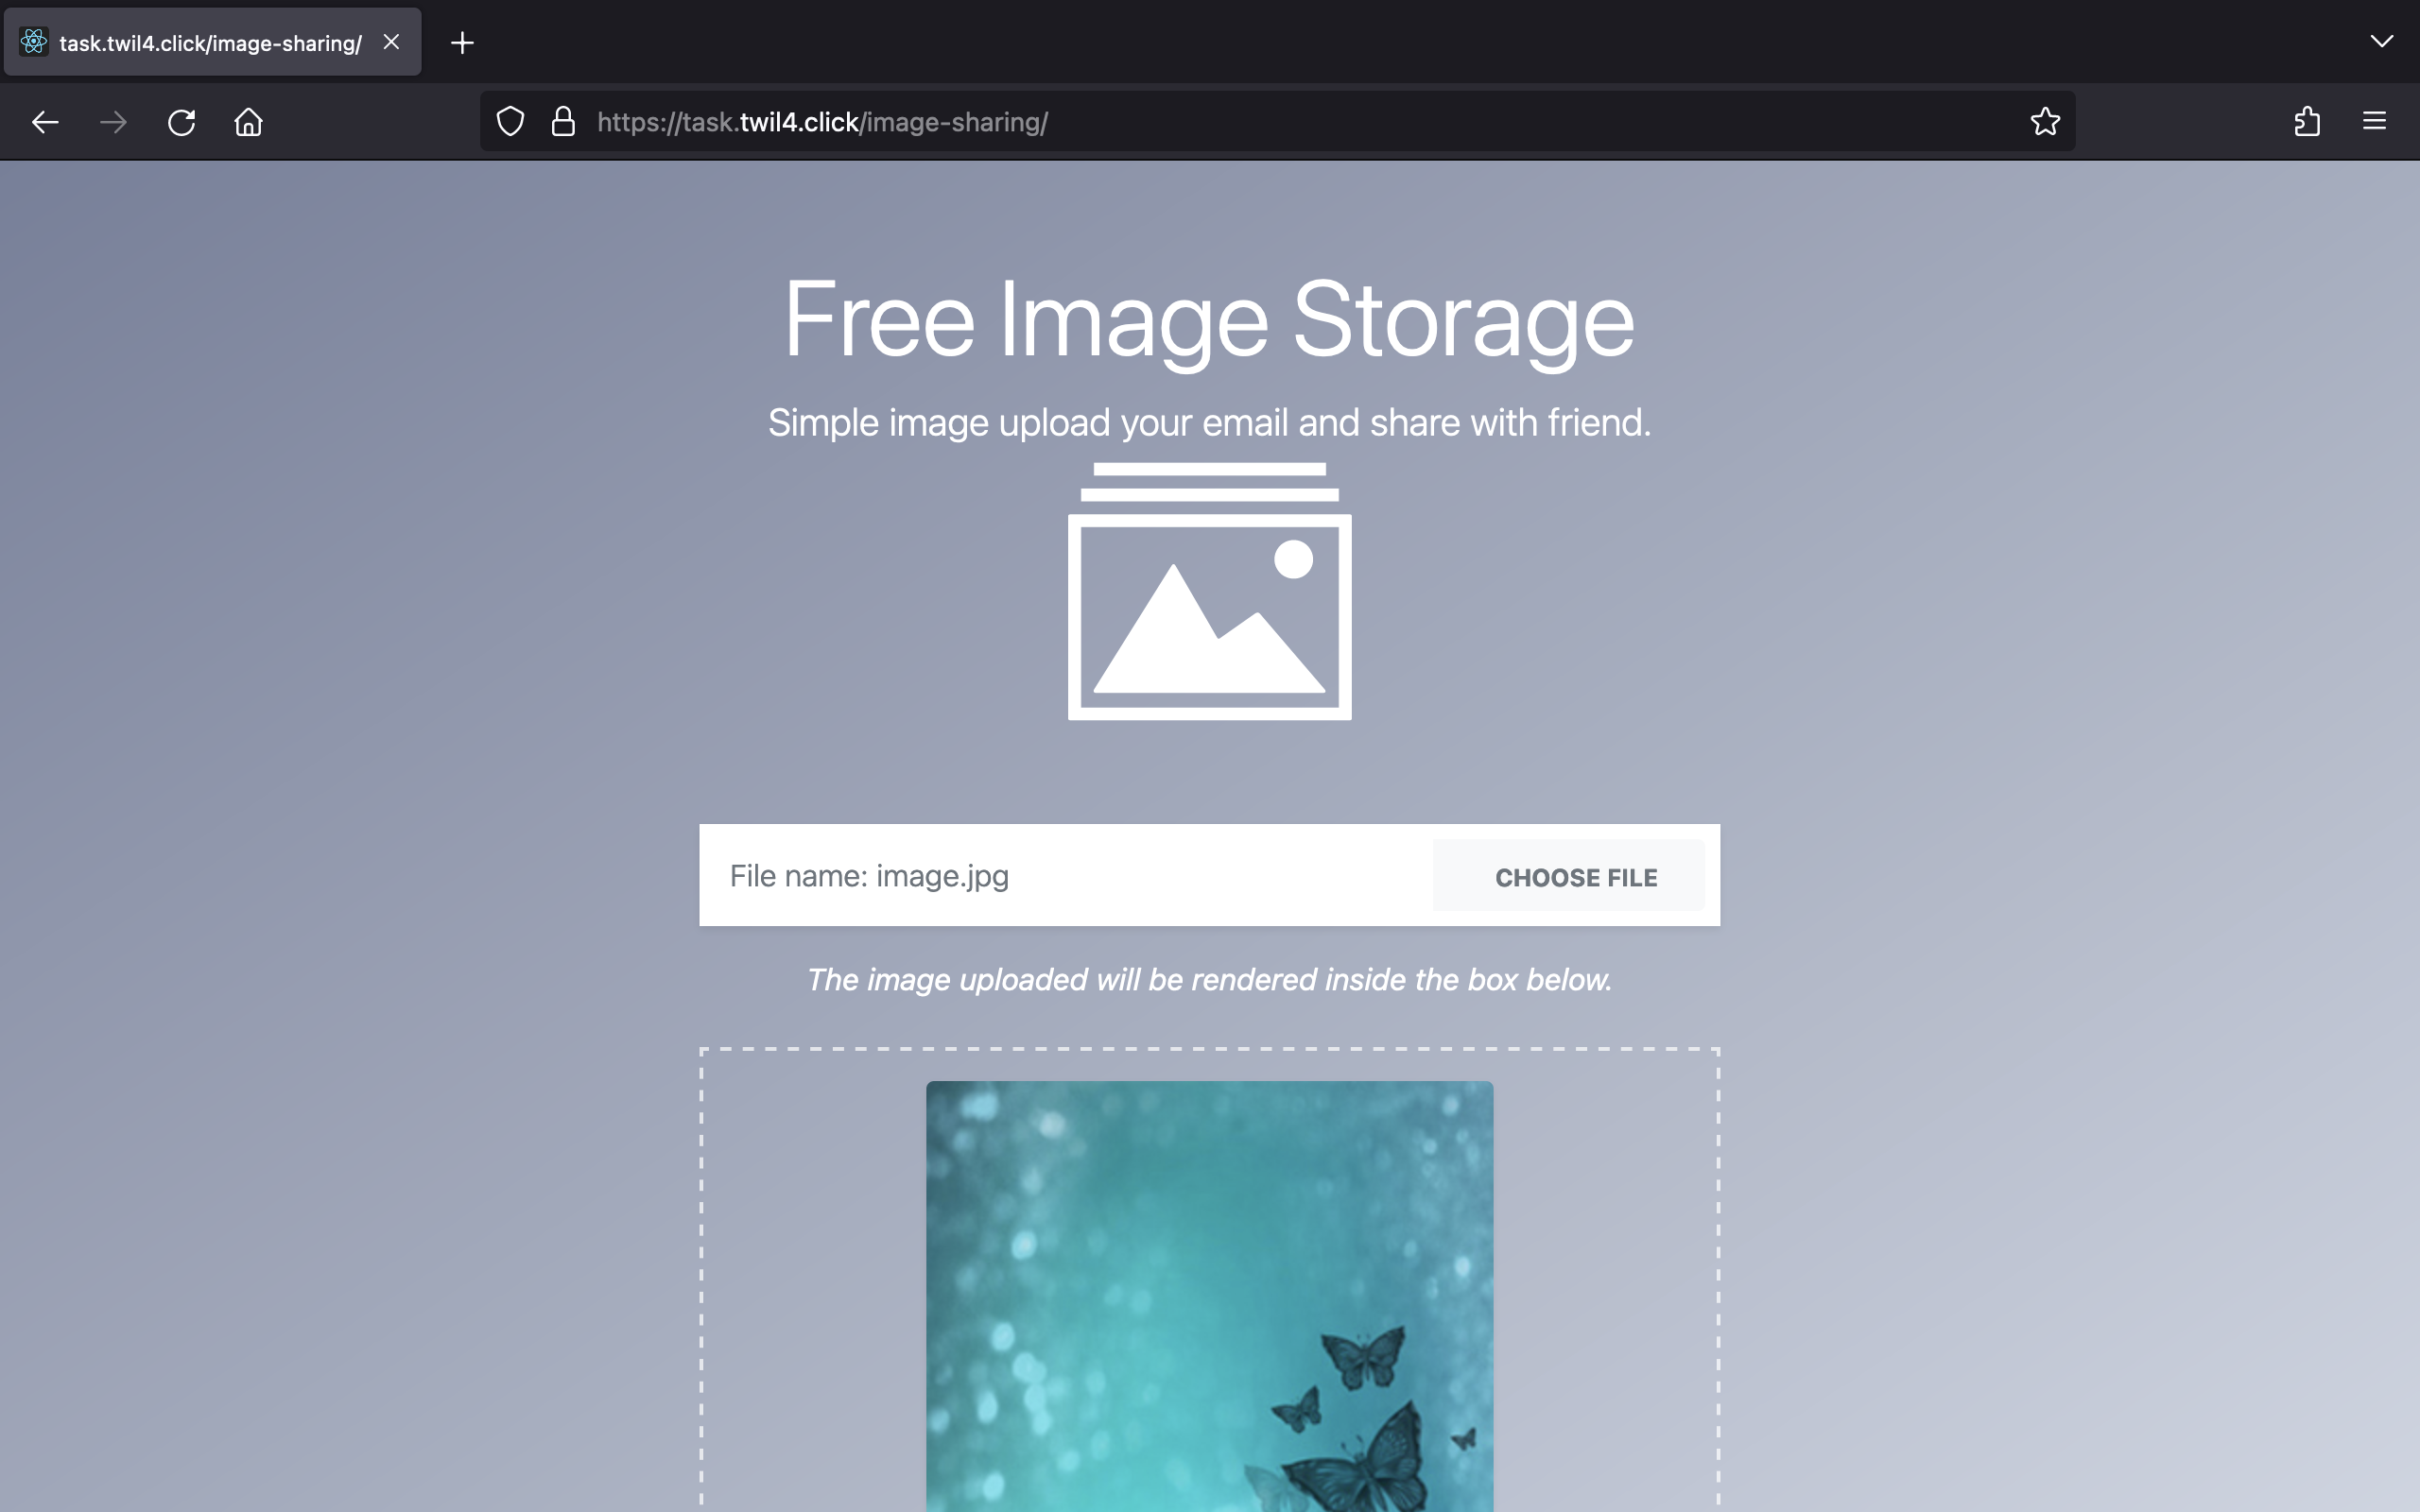 task.twil4.click/image-sharing/
https://task.twil4.click/image-sharing/
Free Image Storage
Simple image upload your email and share with friend.
File name: image.jpg
CHOOSE FILE
The image uploaded will be rendered inside the box below.